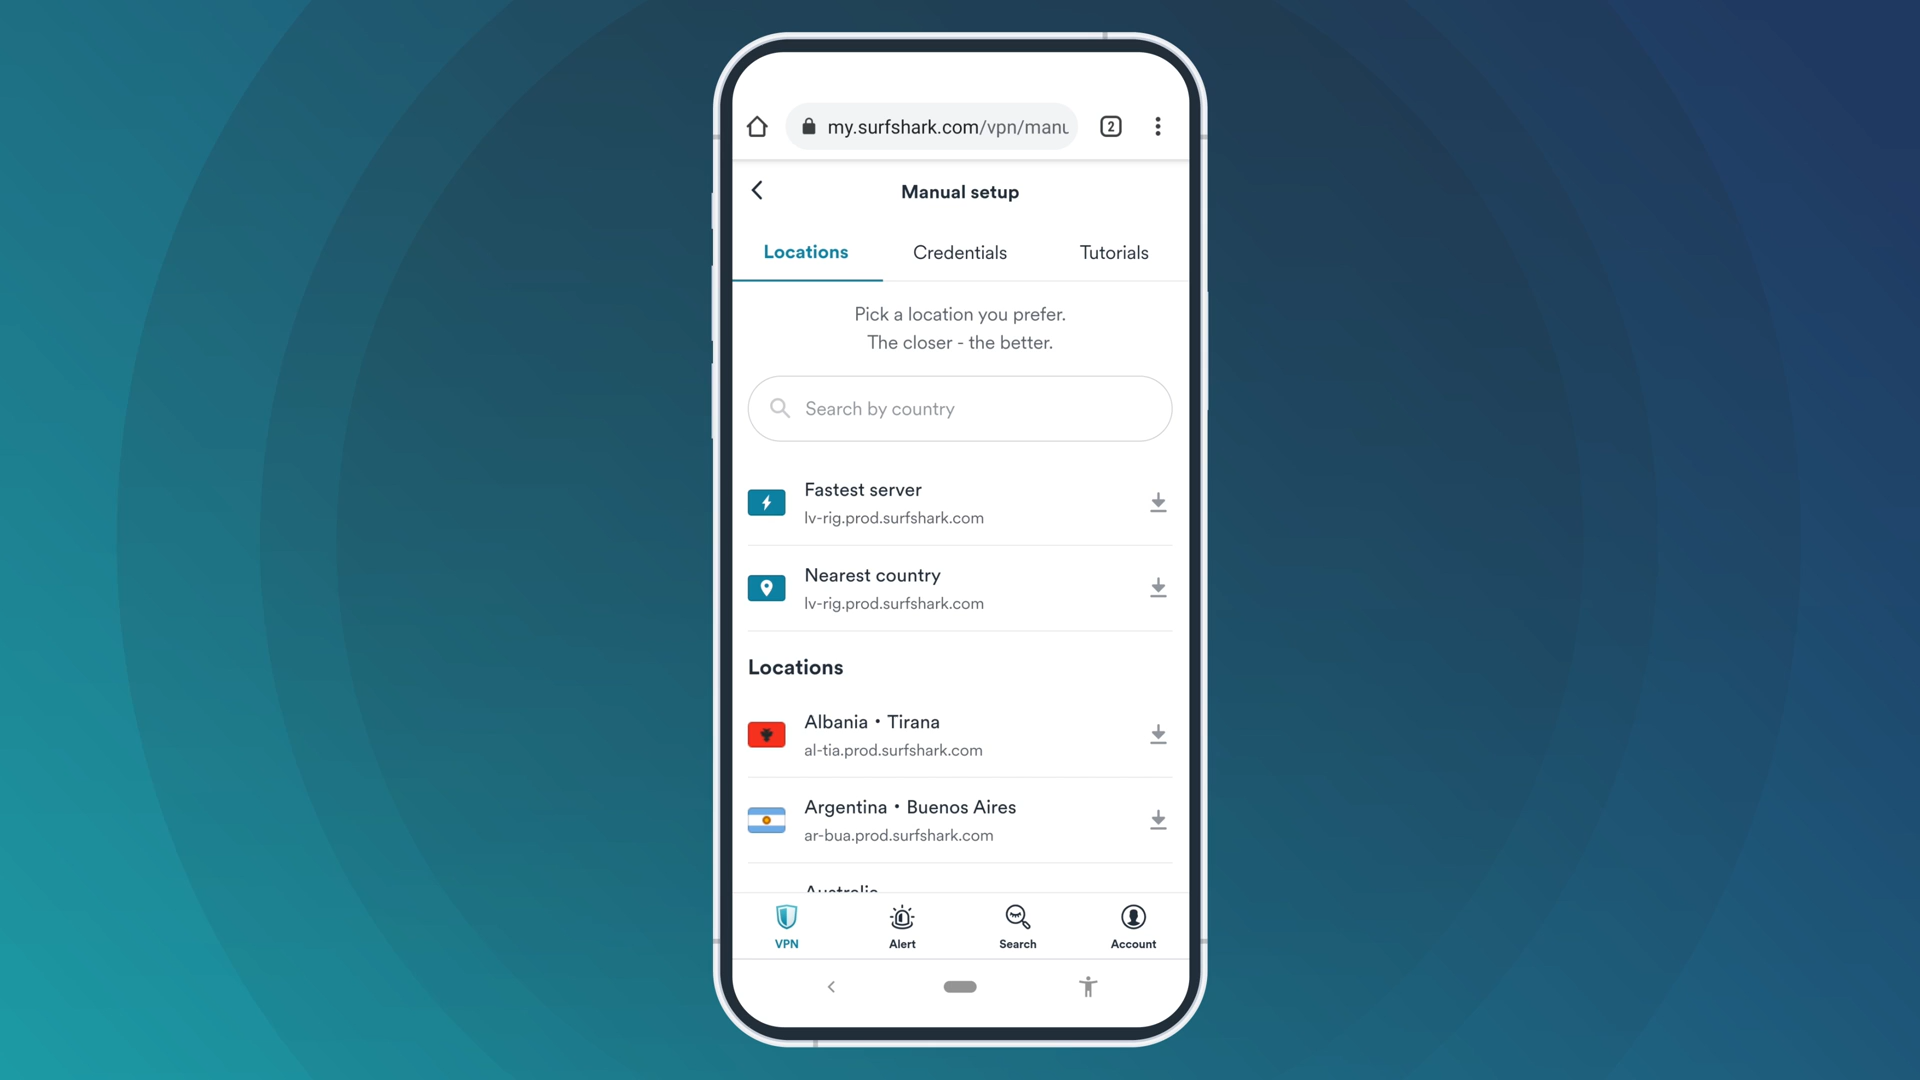 my.surfshark.com/vpn/manu
2
Manual setup
Locations
Credentials
Tutorials
Pick a location you prefer.
The closer - the better.
Search by country
Fastest server
lv-rig.prod.surfshark.com
Nearest country
lv-rig.prod.surfshark.com
Locations
Albania • Tirana
al-tia.prod.surfshark.com
Argentina • Buenos Aires
ar-bua.prod.surfshark.com
Australia
VPN
Alert
Search
Account